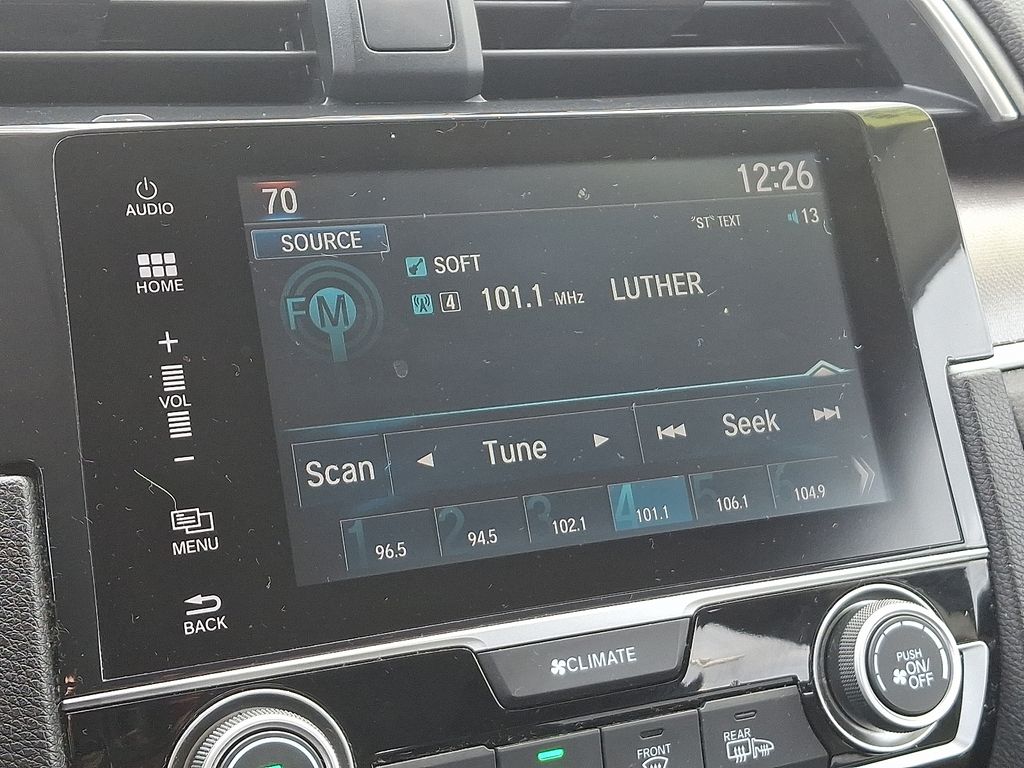 AUDIO
HOME
+
VOL
−
MENU
BACK
70
12:26
"ST" TEXT
13
SOURCE
FM
SOFT
4 101.1 MHz LUTHER
Scan Tune Seek
1 96.5
2 94.5
3 102.1
4 101.1
5 106.1
6 104.9
CLIMATE
PUSH
ON/
OFF
FRONT
REAR